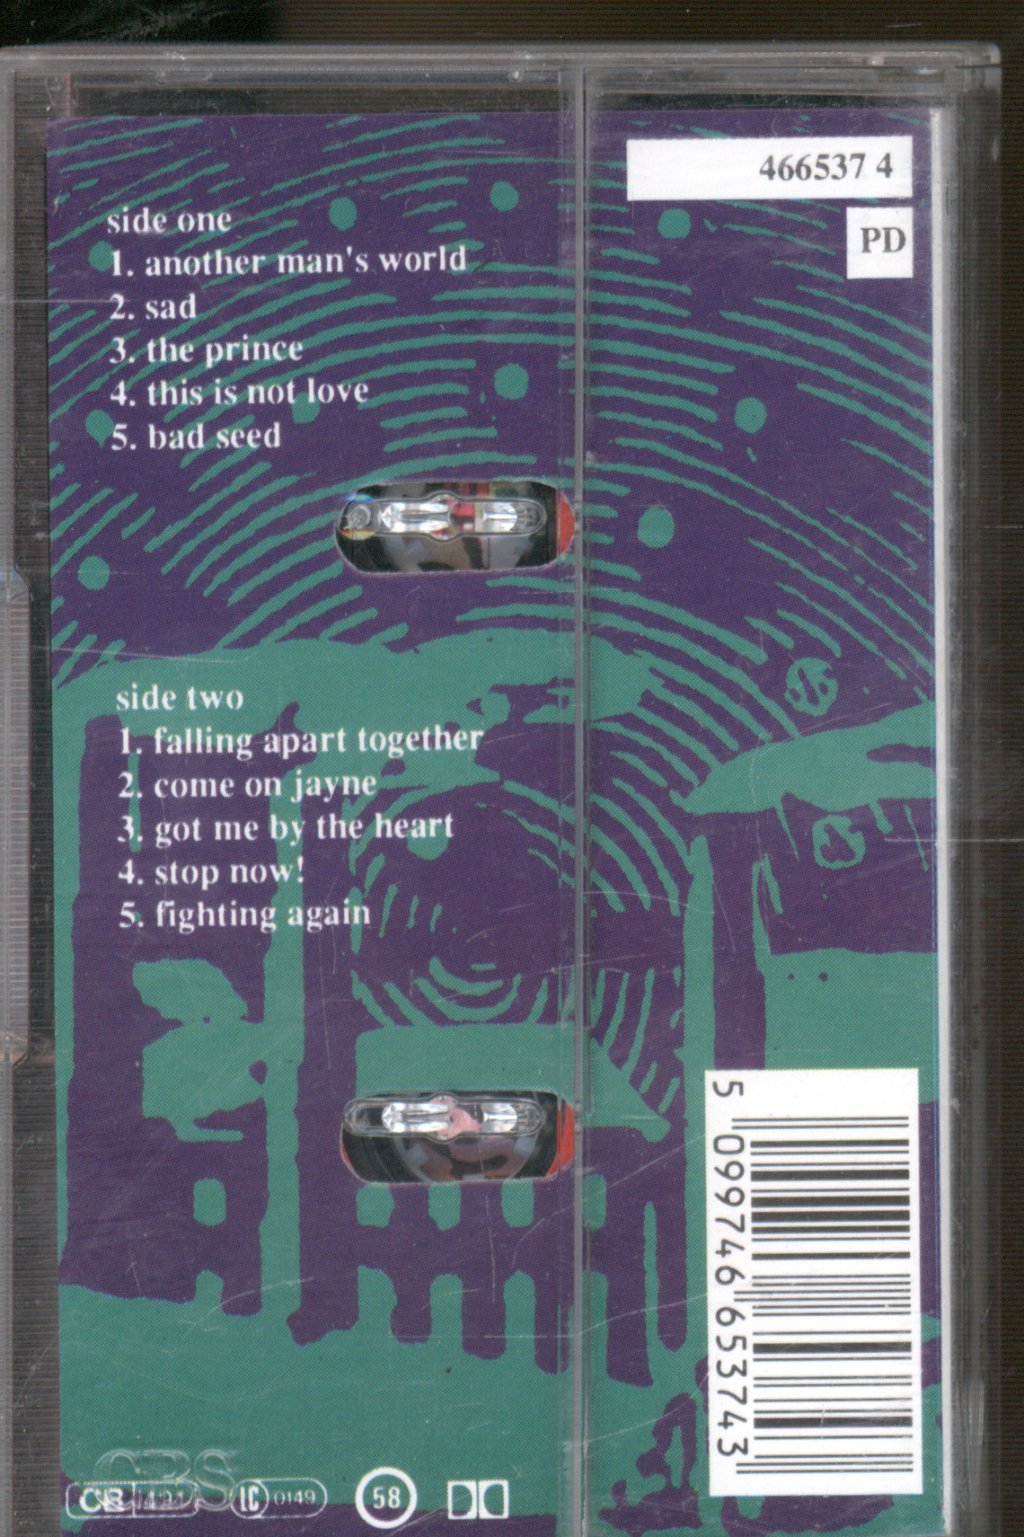 466537 4
PD
side one
1. another man's world
2. sad
3. the prince
4. this is not love
5. bad seed
side two
1. falling apart together
2. come on jayne
3. got me by the heart
4. stop now!
5. fighting again
5 099746 653743
CBS
IC 0149
58